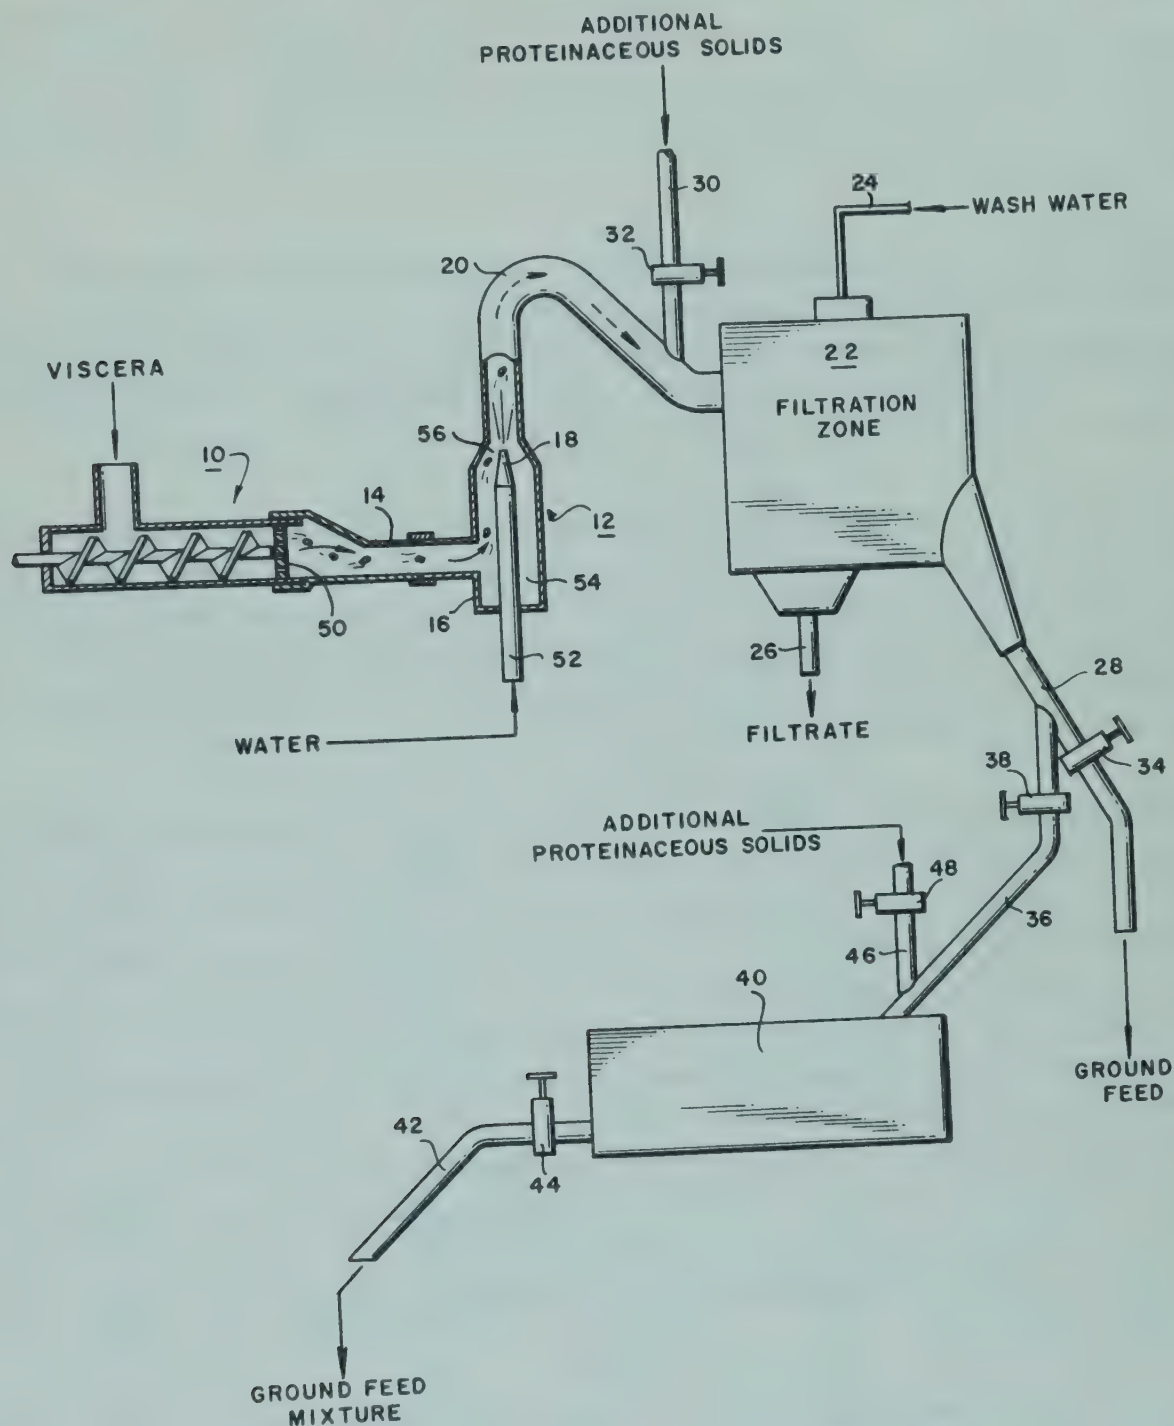 ADDITIONAL
PROTEINACEOUS SOLIDS
30
24
WASH WATER
32
20
22
FILTRATION
ZONE
VISCERA
10
56
18
14
12
54
50
16
52
26
28
WATER
FILTRATE
34
38
ADDITIONAL
PROTEINACEOUS SOLIDS
48
36
46
40
GROUND
FEED
42
44
GROUND FEED
MIXTURE